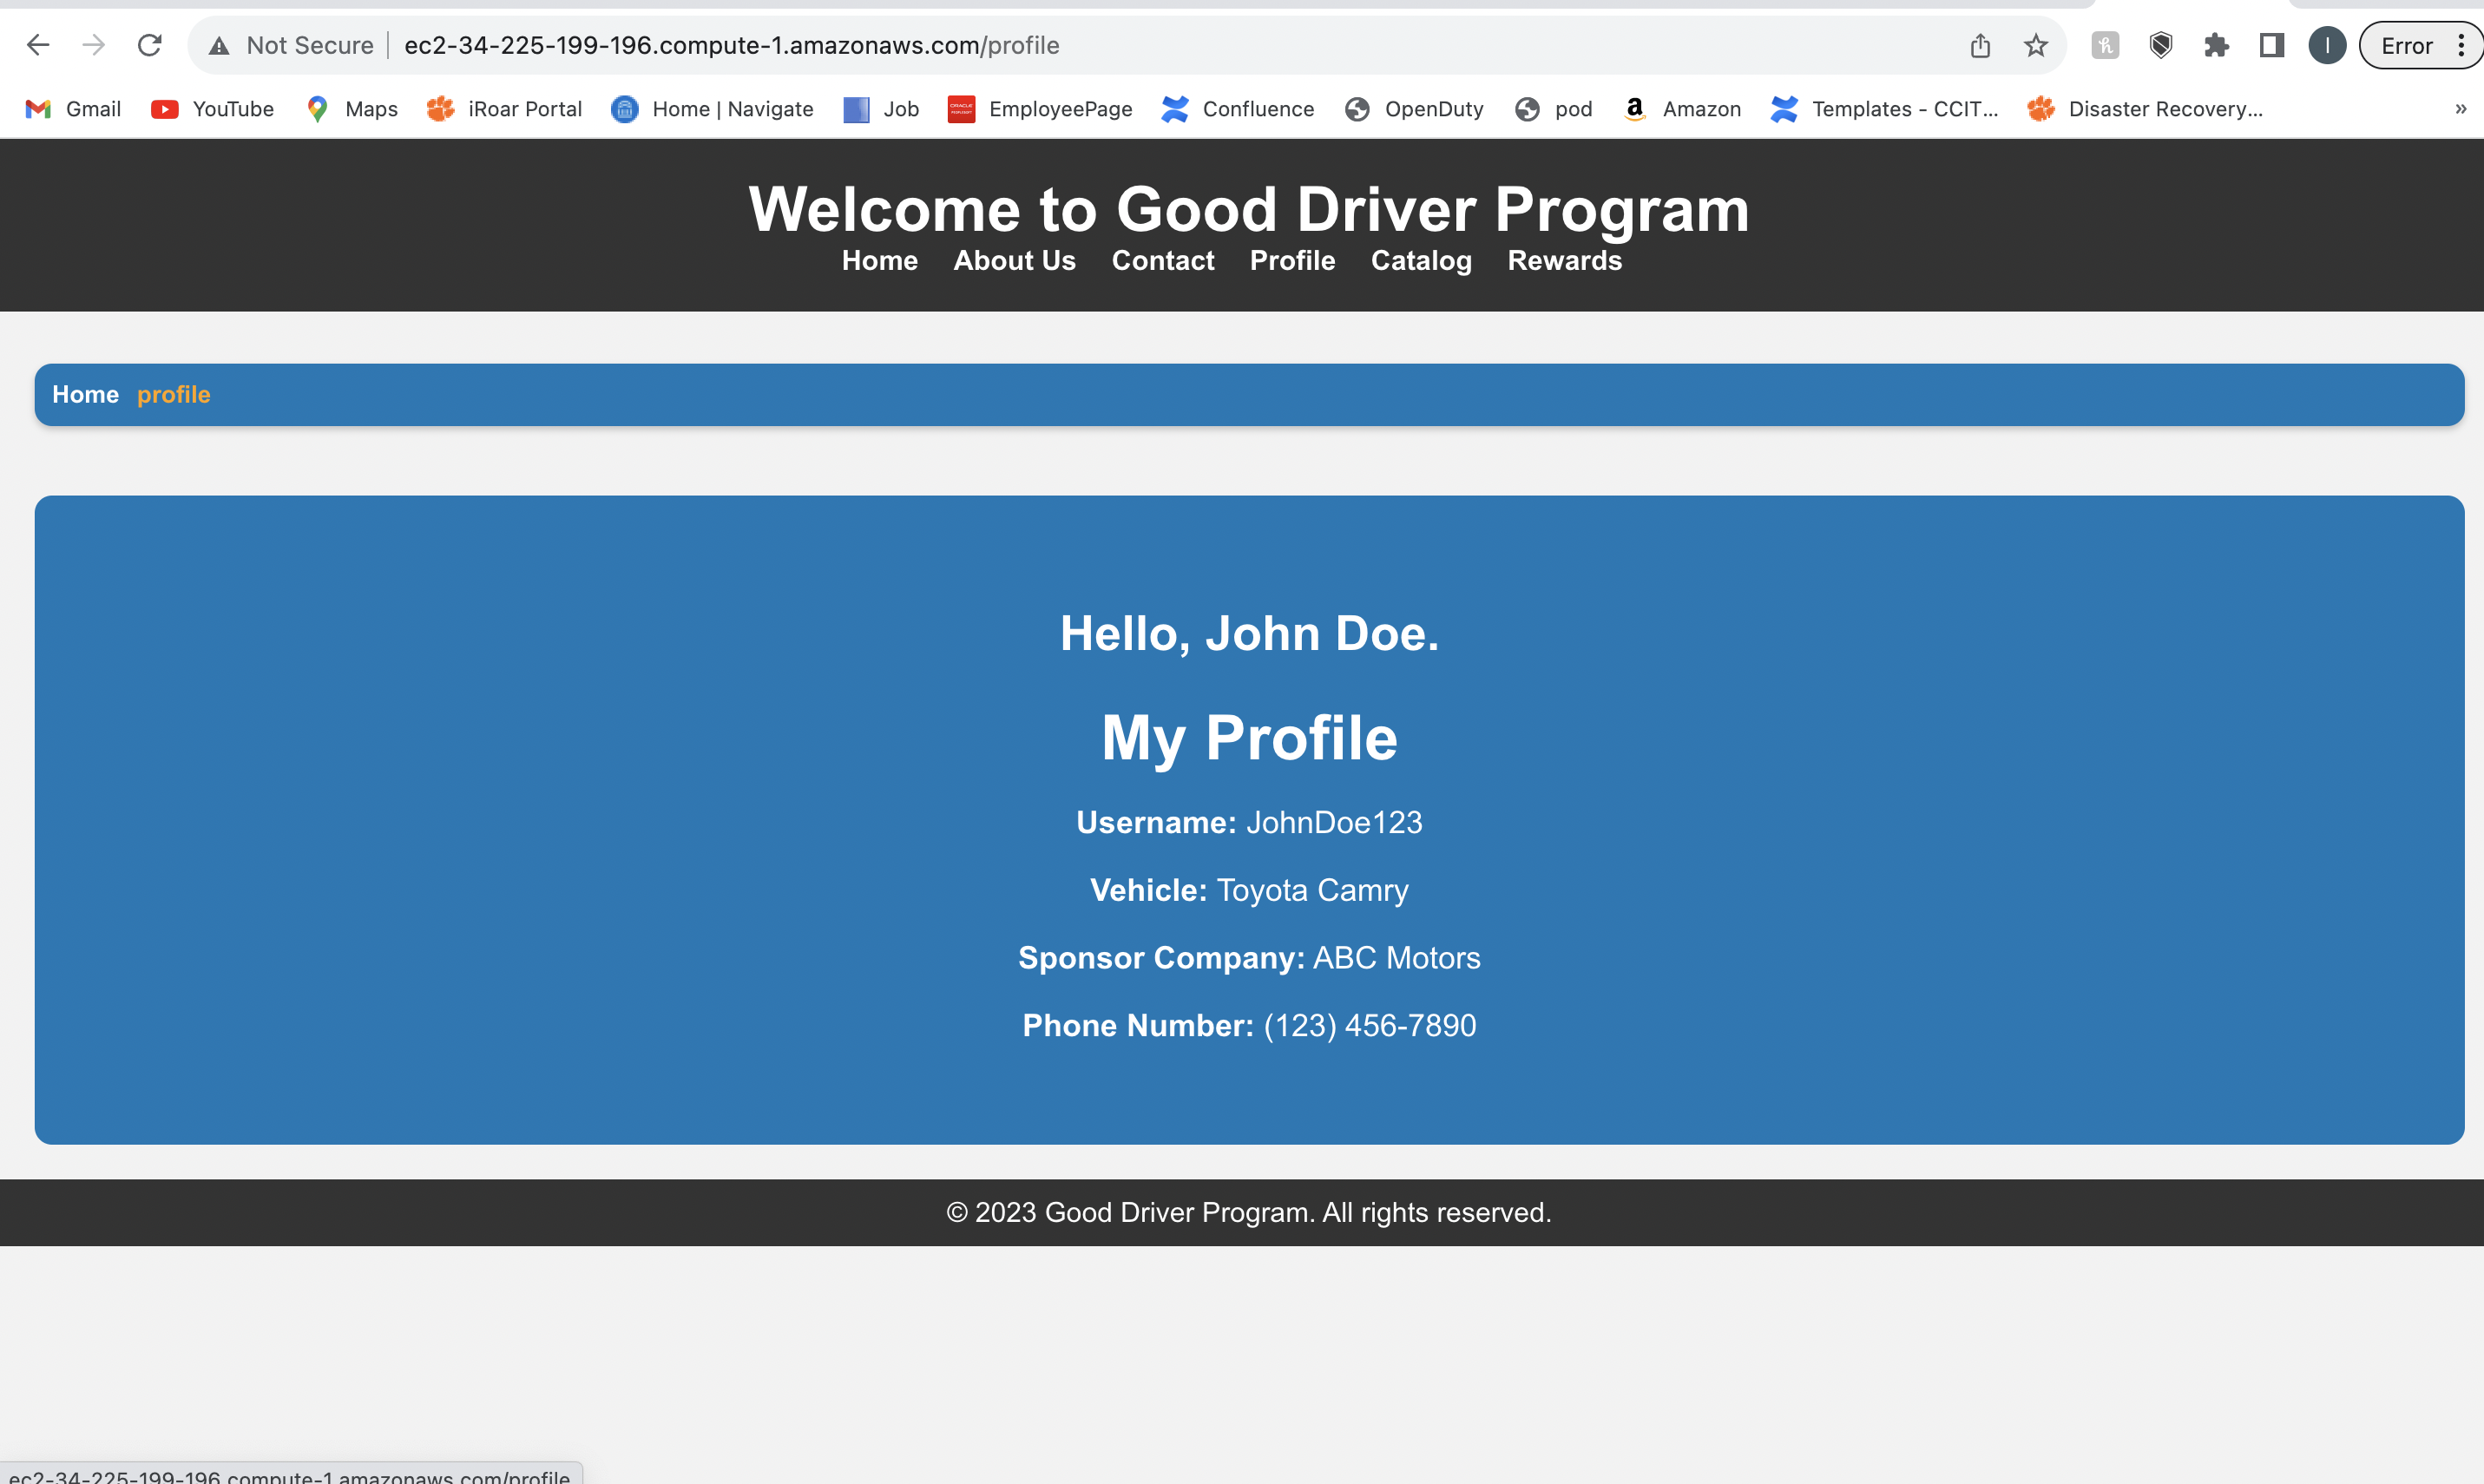 Not Secure ec2-34-225-199-196.compute-1.amazonaws.com/profile I Error
Gmail YouTube Maps iRoar Portal Home | Navigate Job EmployeePage Confluence OpenDuty pod Amazon Templates - CCIT... Disaster Recovery... »
Welcome to Good Driver Program
Home About Us Contact Profile Catalog Rewards
Home profile
Hello, John Doe.
My Profile
Username: JohnDoe123
Vehicle: Toyota Camry
Sponsor Company: ABC Motors
Phone Number: (123) 456-7890
© 2023 Good Driver Program. All rights reserved.
ec2-34-225-199-196.compute-1.amazonaws.com/profile